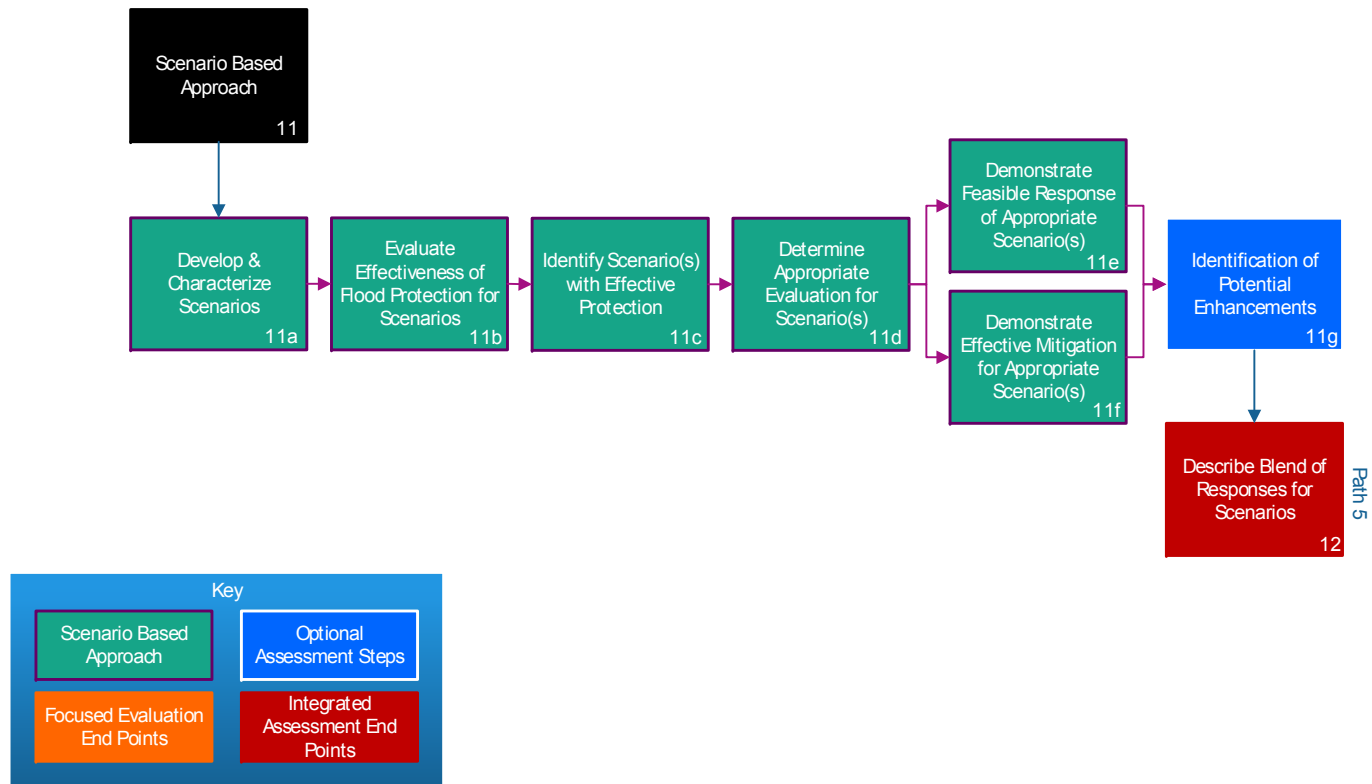 Scenario Based
Approach
11
Develop &
Characterize
Scenarios
11a
Evaluate
Effectiveness of
Flood Protection for
Scenarios
11b
Identify Scenario(s)
with Effective
Protection
11c
Determine
Appropriate
Evaluation for
Scenario(s)
11d
Demonstrate
Feasible Response
of Appropriate
Scenario(s)
11e
Demonstrate
Effective Mitigation
for Appropriate
Scenario(s)
11f
Identification of
Potential
Enhancements
11g
Describe Blend of
Responses for
Scenarios
12
Path 5
Key
Scenario Based
Approach
Optional
Assessment Steps
Focused Evaluation
End Points
Integrated
Assessment End
Points